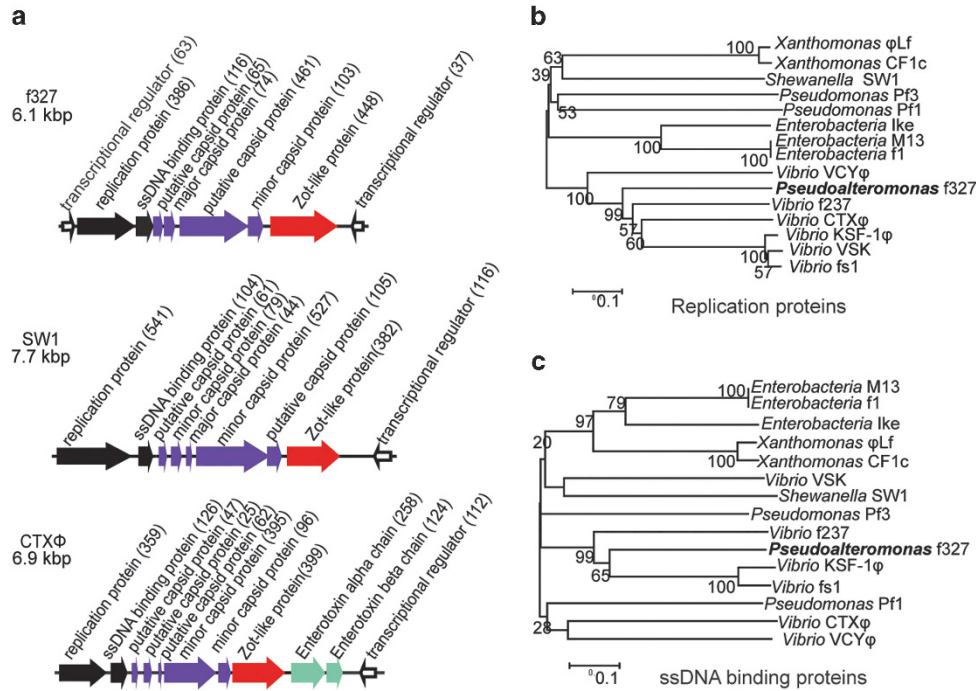 a
f327
6.1 kbp
transcriptional regulator (63)
replication protein (386)
ssDNA binding protein (116)
putative capsid protein (65)
major capsid protein (74)
putative capsid protein (461)
minor capsid protein (103)
Zot-like protein (448)
transcriptional regulator (37)
SW1
7.7 kbp
replication protein (541)
ssDNA binding protein (104)
putative capsid protein (61)
minor capsid protein (79)
major capsid protein (44)
minor capsid protein (527)
putative capsid protein (105)
Zot-like protein(382)
transcriptional regulator (116)
CTXΦ
6.9 kbp
replication protein (359)
ssDNA binding protein (126)
putative capsid protein (47)
putative capsid protein (25)
putative capsid protein (62)
minor capsid protein (395)
minor capsid protein (96)
Zot-like protein(399)
Enterotoxin alpha chain (258)
Enterotoxin beta chain (124)
transcriptional regulator (112)
b
100 Xanthomonas φLf
Xanthomonas CF1c
63
Shewanella SW1
39
Pseudomonas Pf3
53
Pseudomonas Pf1
Enterobacteria Ike
Enterobacteria M13
100 100
Enterobacteria f1
Vibrio VCYφ
Pseudoalteromonas f327
100
Vibrio f237
99
Vibrio CTXφ
57
Vibrio KSF-1φ
60
100 Vibrio VSK
57 Vibrio fs1
0.1
Replication proteins
c
100 Enterobacteria M13
Enterobacteria f1
79
Enterobacteria Ike
97
Xanthomonas φLf
20
100 Xanthomonas CF1c
Vibrio VSK
Shewanella SW1
Pseudomonas Pf3
Vibrio f237
99 Pseudoalteromonas f327
65 Vibrio KSF-1φ
100 Vibrio fs1
Pseudomonas Pf1
28 Vibrio CTXφ
Vibrio VCYφ
0.1
ssDNA binding proteins